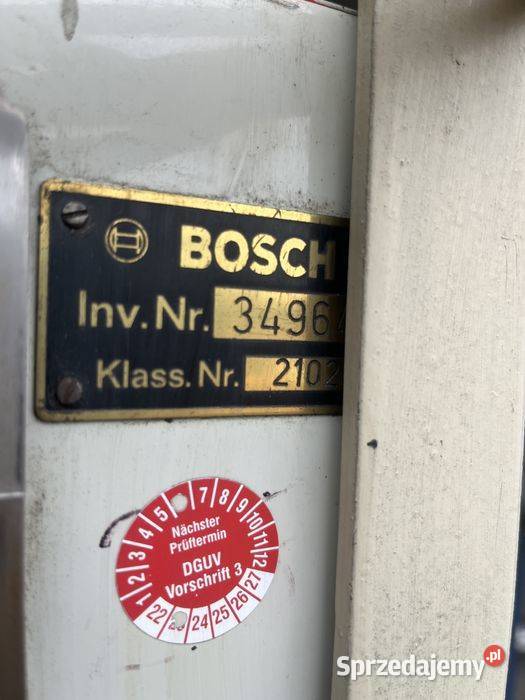 BOSCH
Inv. Nr. 3496
Klass. Nr. 2102
1 2 3 4 5 7 8 9 10 11 12
Nächster
Prüftermin
DGUV
Vorschrift 3
22 24 25 26 27
Sprzedajemy.pl